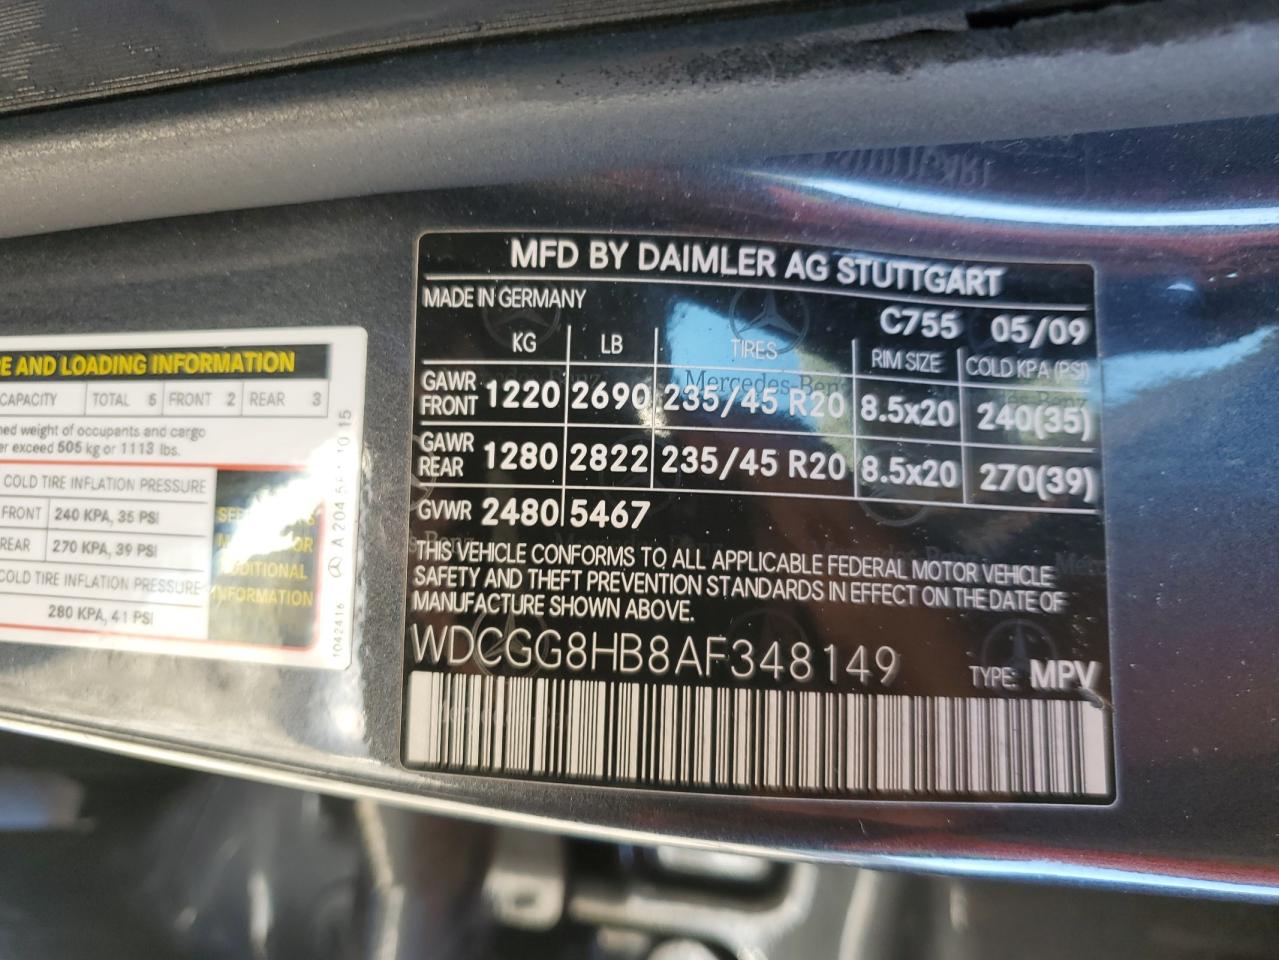 MFD BY DAIMLER AG STUTTGART
MADE IN GERMANY
C755 05/09
KG LB TIRES RIM SIZE COLD KPA (PSI)
GAWR FRONT 1220 2690 235/45 R20 8.5x20 240(35)
GAWR REAR 1280 2822 235/45 R20 8.5x20 270(39)
GVWR 2480 5467
THIS VEHICLE CONFORMS TO ALL APPLICABLE FEDERAL MOTOR VEHICLE
SAFETY AND THEFT PREVENTION STANDARDS IN EFFECT ON THE DATE OF
MANUFACTURE SHOWN ABOVE.
WDCGG8HB8AF348149 TYPE: MPV
Mercedes-Benz
AND LOADING INFORMATION
CAPACITY TOTAL 5 FRONT 2 REAR 3
weight of occupants and cargo
exceed 505 kg or 1113 lbs.
COLD TIRE INFLATION PRESSURE
FRONT 240 KPA, 35 PSI
REAR 270 KPA, 39 PSI
COLD TIRE INFLATION PRESSURE
280 KPA, 41 PSI
INFORMATION
1042416 A 204